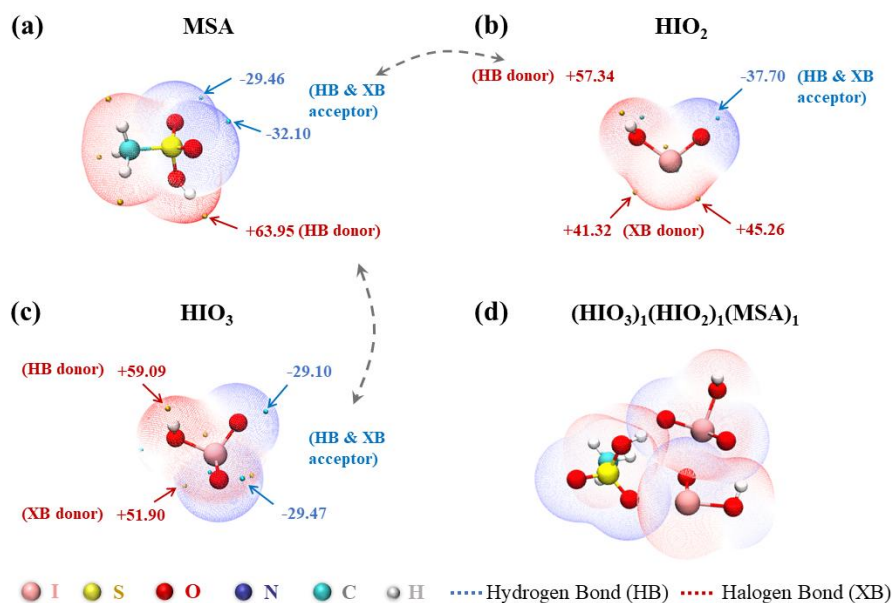 (a) MSA
-29.46
(HB & XB
acceptor)
-32.10
+63.95 (HB donor)
(b) HIO₂
(HB donor) +57.34
-37.70
(HB & XB
acceptor)
+41.32 (XB donor) +45.26
(c) HIO₃
(HB donor) +59.09
-29.10
(HB & XB
acceptor)
(XB donor)
+51.90
-29.47
(d) (HIO₃)₁(HIO₂)₁(MSA)₁
I S O N C H Hydrogen Bond (HB) Halogen Bond (XB)